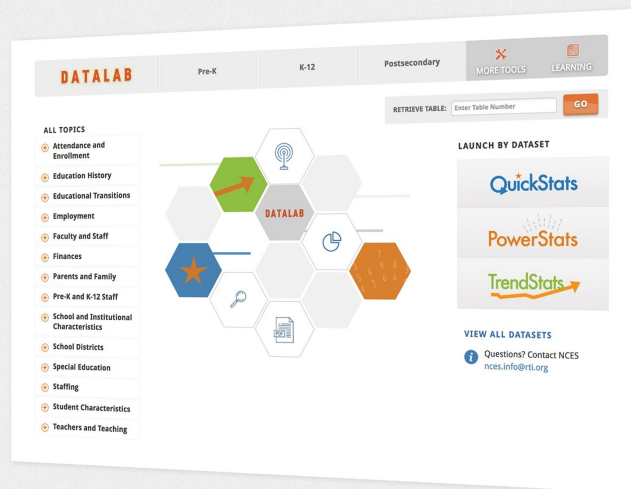 DATALAB
Pre-K
K-12
Postsecondary
MORE TOOLS
LEARNING
RETRIEVE TABLE:
Enter Table Number
GO
ALL TOPICS
Attendance and
Enrollment
Education History
Educational Transitions
Employment
Faculty and Staff
Finances
Parents and Family
Pre-K and K-12 Staff
School and Institutional
Characteristics
School Districts
Special Education
Staffing
Student Characteristics
Teachers and Teaching
DATALAB
PDF
LAUNCH BY DATASET
QuickStats
PowerStats
TrendStats
VIEW ALL DATASETS
Questions? Contact NCES
nces.info@rti.org